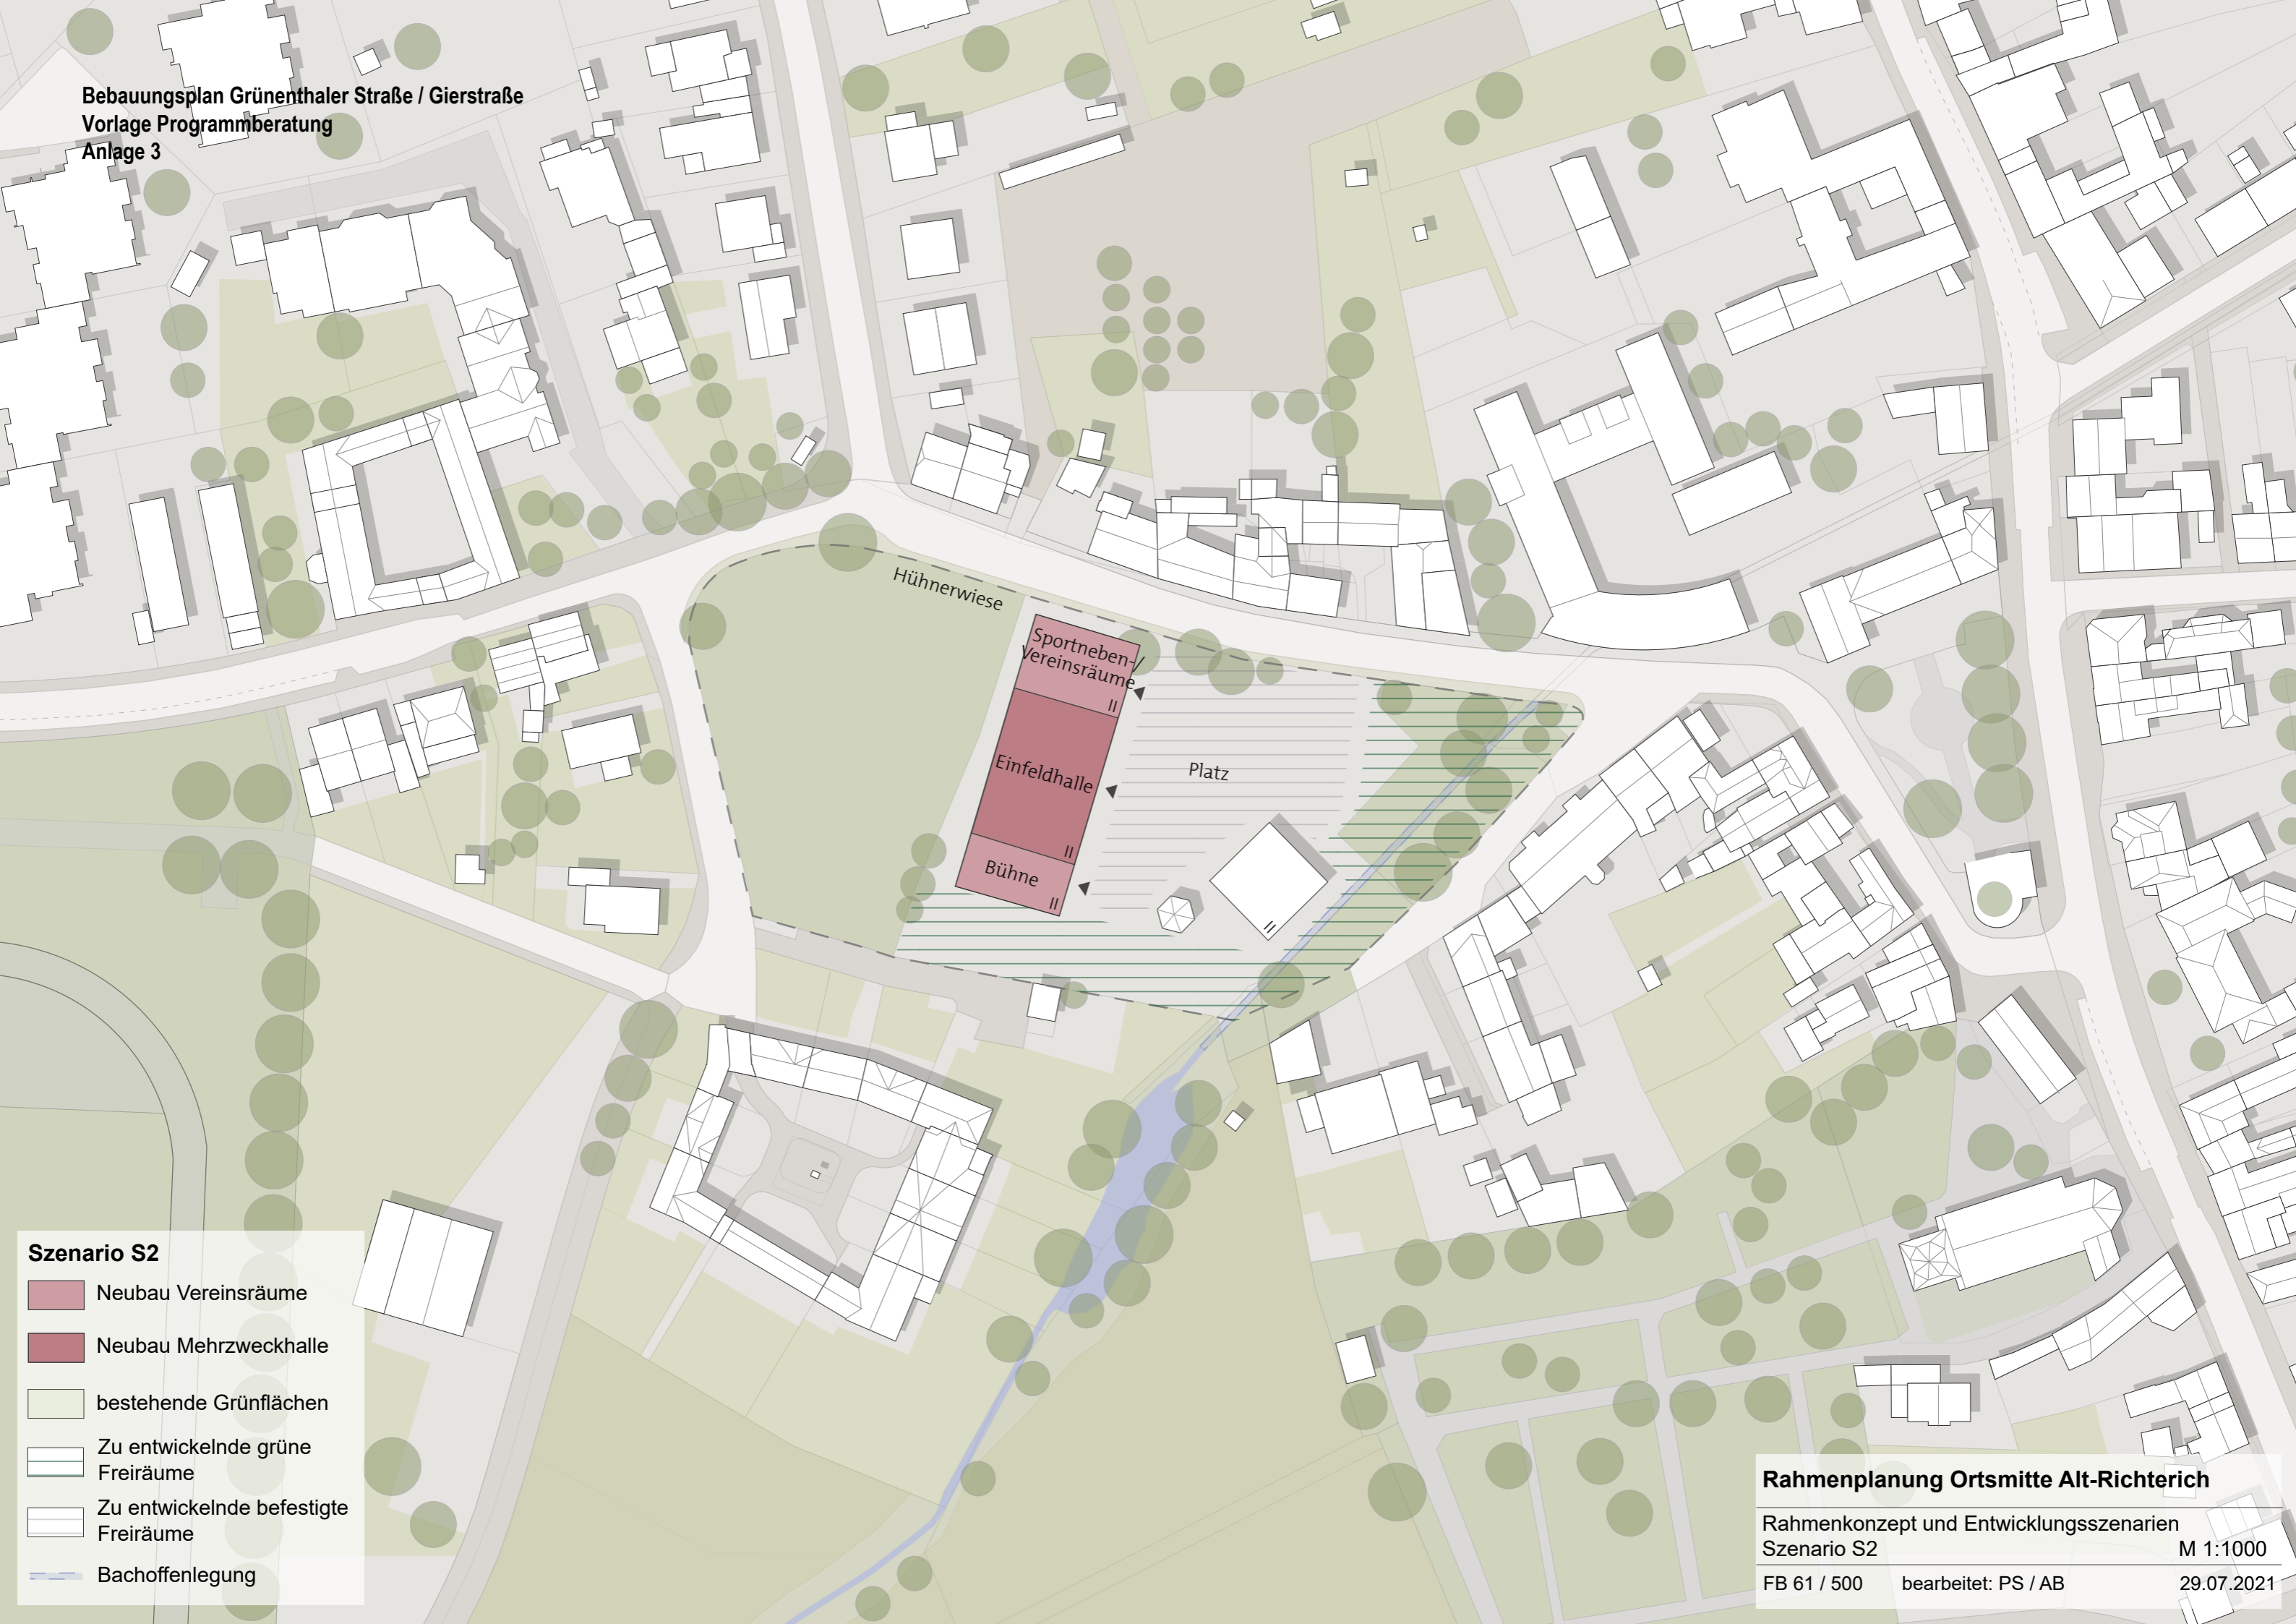 Bebauungsplan Grünenthaler Straße / Gierstraße
Vorlage Programmberatung
Anlage 3
Hühnerwiese
Sportneben-/
Vereinsräume
II
Einfeldhalle
II
Bühne
II
Platz
II
Szenario S2
Neubau Vereinsräume
Neubau Mehrzweckhalle
bestehende Grünflächen
Zu entwickelnde grüne
Freiräume
Zu entwickelnde befestigte
Freiräume
Bachoffenlegung
Rahmenplanung Ortsmitte Alt-Richterich
Rahmenkonzept und Entwicklungsszenarien
Szenario S2 M 1:1000
FB 61 / 500 bearbeitet: PS / AB 29.07.2021